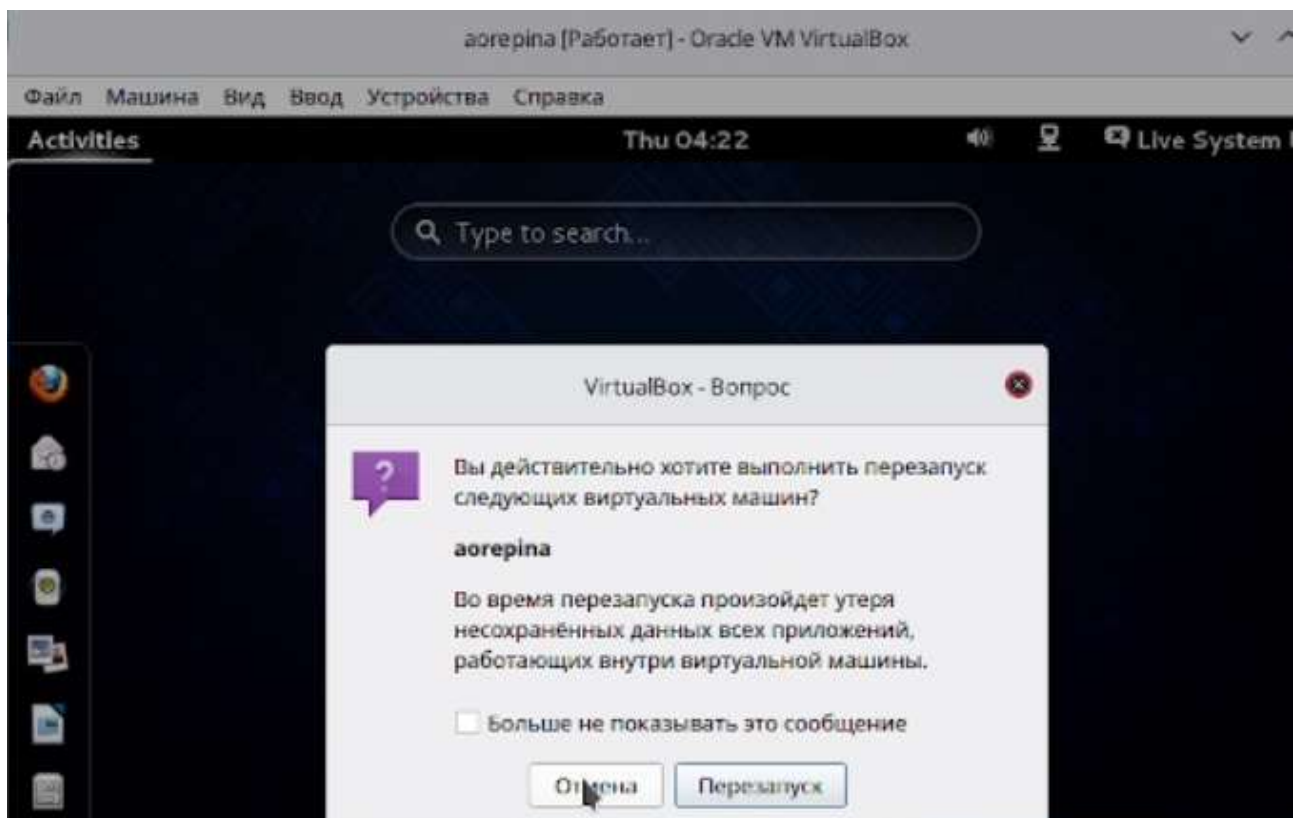 aorepina [Работает] - Oracle VM VirtualBox
Файл Машина Вид Ввод Устройства Справка
Activities Thu 04:22 Live System
Type to search...
VirtualBox - Вопрос
Вы действительно хотите выполнить перезапуск
следующих виртуальных машин?
aorepina
Во время перезапуска произойдет утеря
несохранённых данных всех приложений,
работающих внутри виртуальной машины.
Больше не показывать это сообщение
Отмена Перезапуск